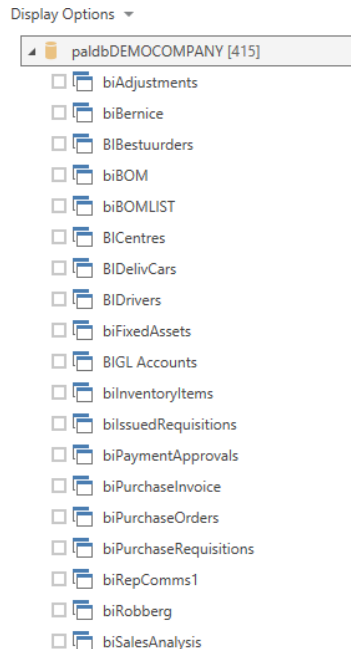 Display Options
paldbDEMOCOMPANY [415]
biAdjustments
biBernice
BIBestuurders
biBOM
biBOMLIST
BICentres
BIDelivCars
BIDrivers
biFixedAssets
BIGL Accounts
biInventoryItems
biIssuedRequisitions
biPaymentApprovals
biPurchaseInvoice
biPurchaseOrders
biPurchaseRequisitions
biRepComms1
biRobberg
biSalesAnalysis